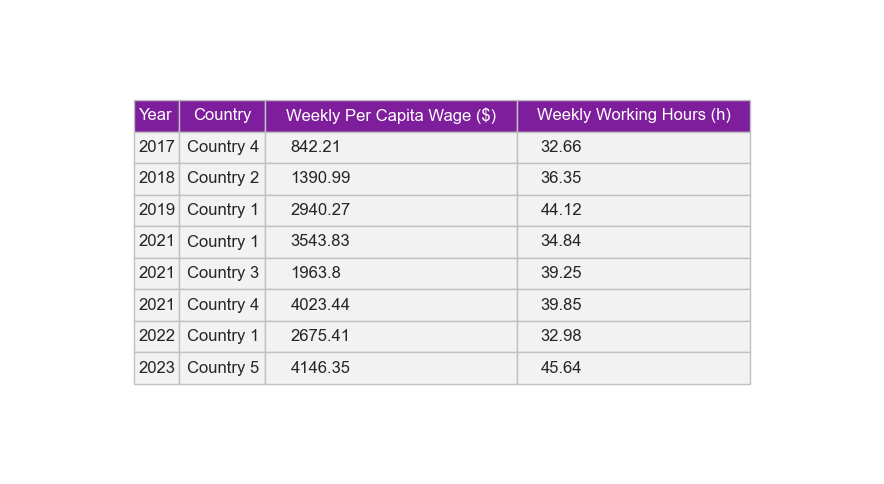 Year Country Weekly Per Capita Wage ($) Weekly Working Hours (h)
2017 Country 4 842.21 32.66
2018 Country 2 1390.99 36.35
2019 Country 1 2940.27 44.12
2021 Country 1 3543.83 34.84
2021 Country 3 1963.8 39.25
2021 Country 4 4023.44 39.85
2022 Country 1 2675.41 32.98
2023 Country 5 4146.35 45.64